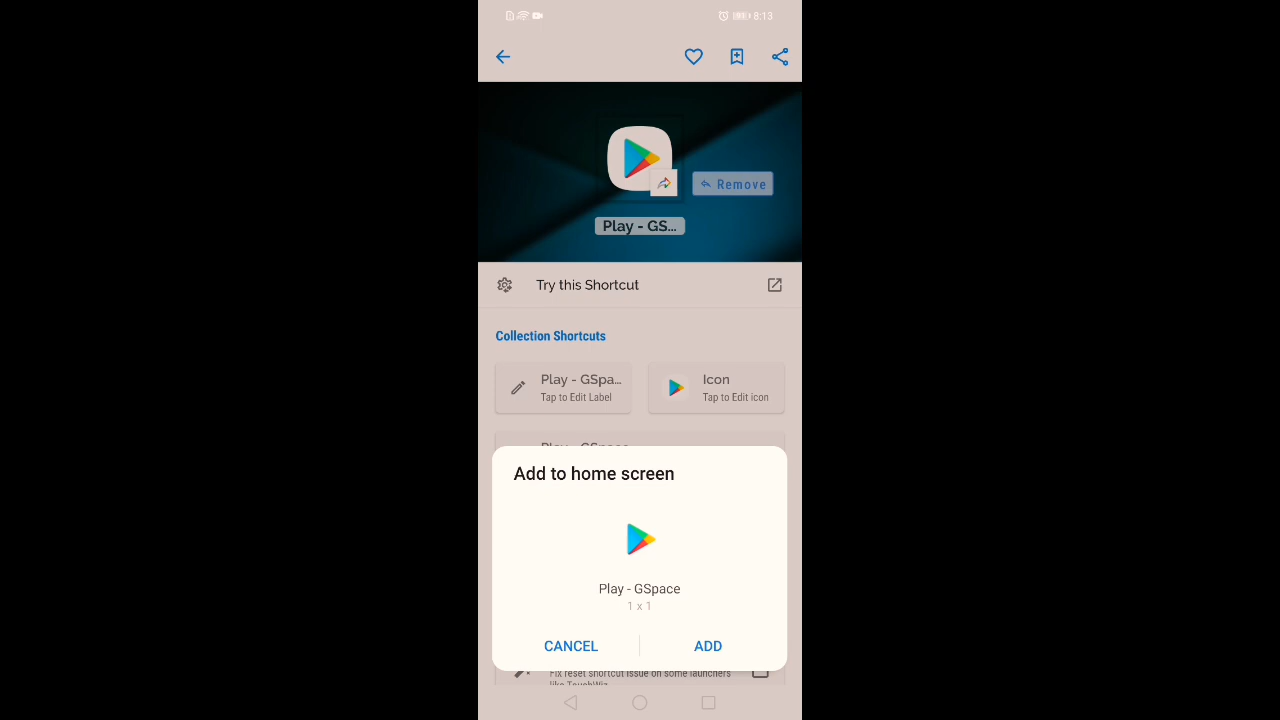 8:13
Remove
Play - GS...
Try this Shortcut
Collection Shortcuts
Play - GSpa...
Tap to Edit Label
Icon
Tap to Edit icon
Play - GSpace
Add to home screen
Play - GSpace
1 x 1
CANCEL
ADD
Fix reset shortcut issue on some launchers
like TouchWiz